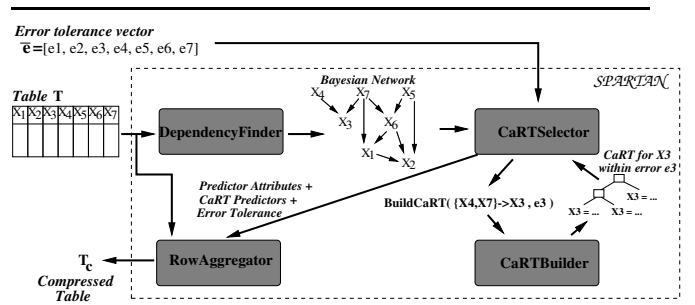 Error tolerance vector
e =[e1, e2, e3, e4, e5, e6, e7]
SPARTAN
Bayesian Network
X4 X7 X5
X3 X6
X1 X2
Table T
X1 X2 X3 X4 X5 X6 X7
DependencyFinder
CaRTSelector
CaRT for X3
within error e3
X3 = ...
X3 = ... X3 = ...
Predictor Attributes +
CaRT Predictors +
Error Tolerance
BuildCaRT( {X4,X7}->X3 , e3 )
RowAggregator
CaRTBuilder
Tc
Compressed
Table